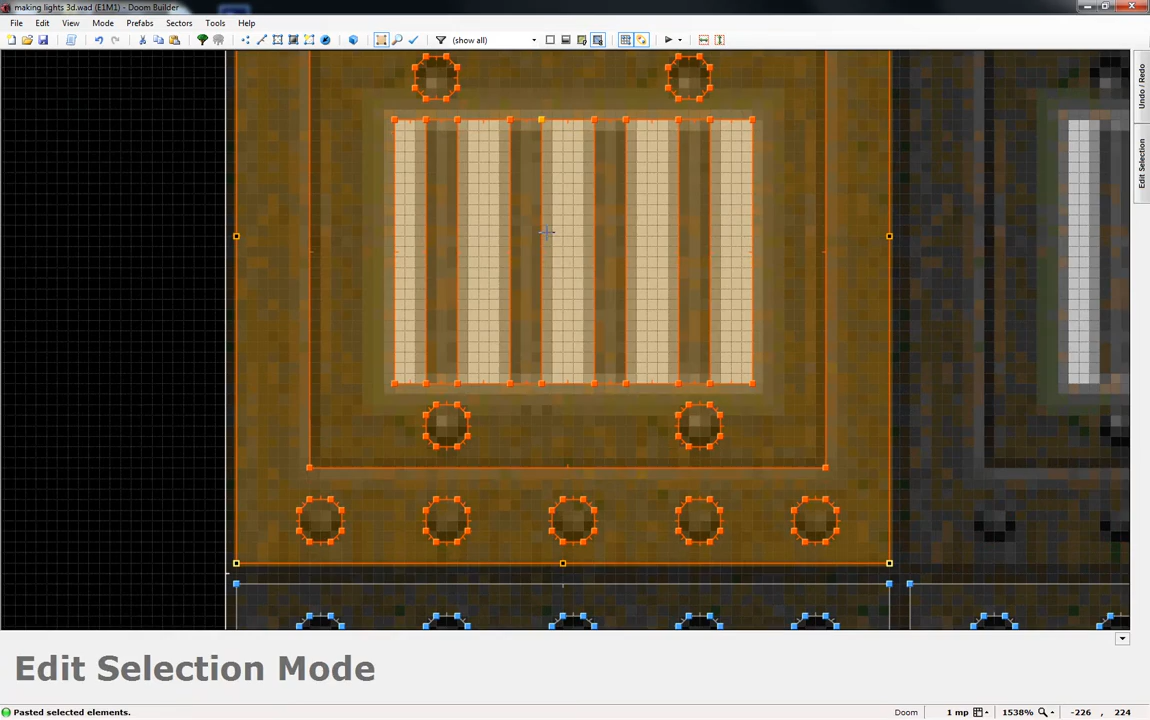 making lights 3d.wad (E1M1) - Doom Builder
File Edit Mode Prefabs Sectors Tools Help
(show all)
Undo / Redo
Edit Selection
Edit Selection Mode
Pasted selected elements.
Doom 1 mp 1538% -226 , 224